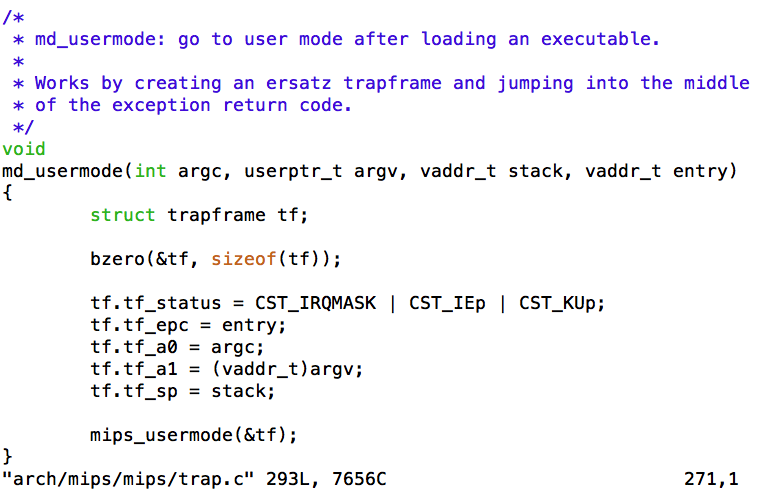 /*
 * md_usermode: go to user mode after loading an executable.
 *
 * Works by creating an ersatz trapframe and jumping into the middle
 * of the exception return code.
 */
void
md_usermode(int argc, userptr_t argv, vaddr_t stack, vaddr_t entry)
{
        struct trapframe tf;

        bzero(&tf, sizeof(tf));

        tf.tf_status = CST_IRQMASK | CST_IEp | CST_KUp;
        tf.tf_epc = entry;
        tf.tf_a0 = argc;
        tf.tf_a1 = (vaddr_t)argv;
        tf.tf_sp = stack;

        mips_usermode(&tf);
}
"arch/mips/mips/trap.c" 293L, 7656C                           271,1